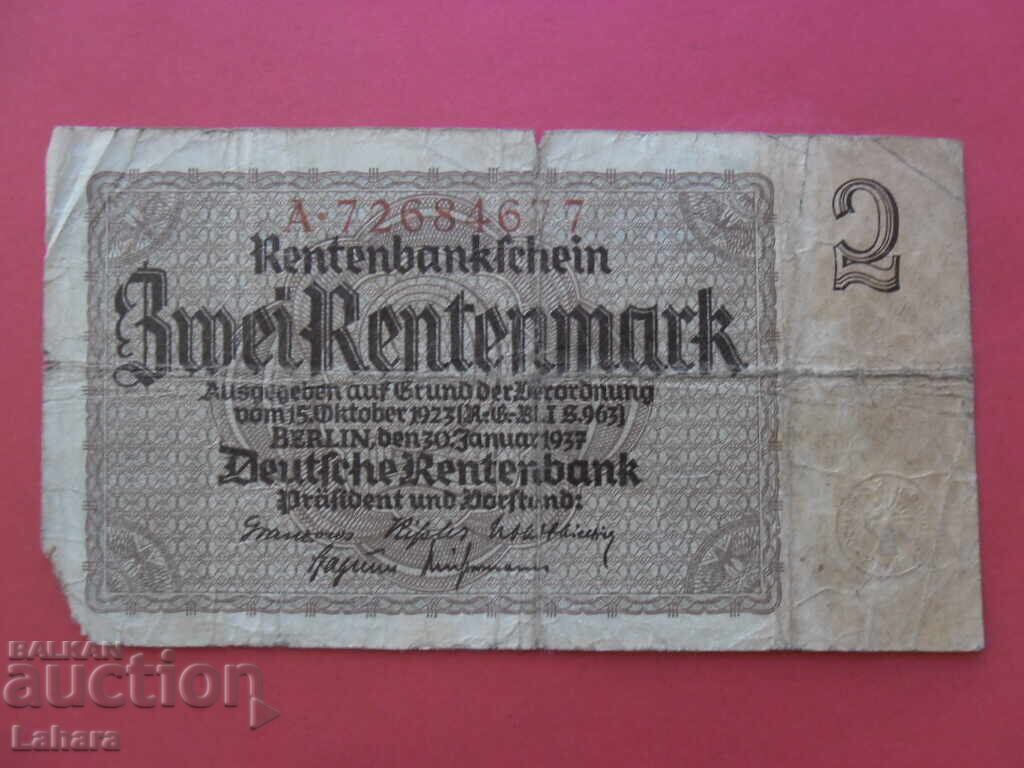 A·72684677
2
Rentenbankschein
Zwei Rentenmark
Ausgegeben auf Grund der Verordnung
vom 15. Oktober 1923 (R.-G.-Bl. I S. 963)
BERLIN, den 30. Januar 1937
Deutsche Rentenbank
Präsident und Vorstand:
BALKAN
auction
Lahara